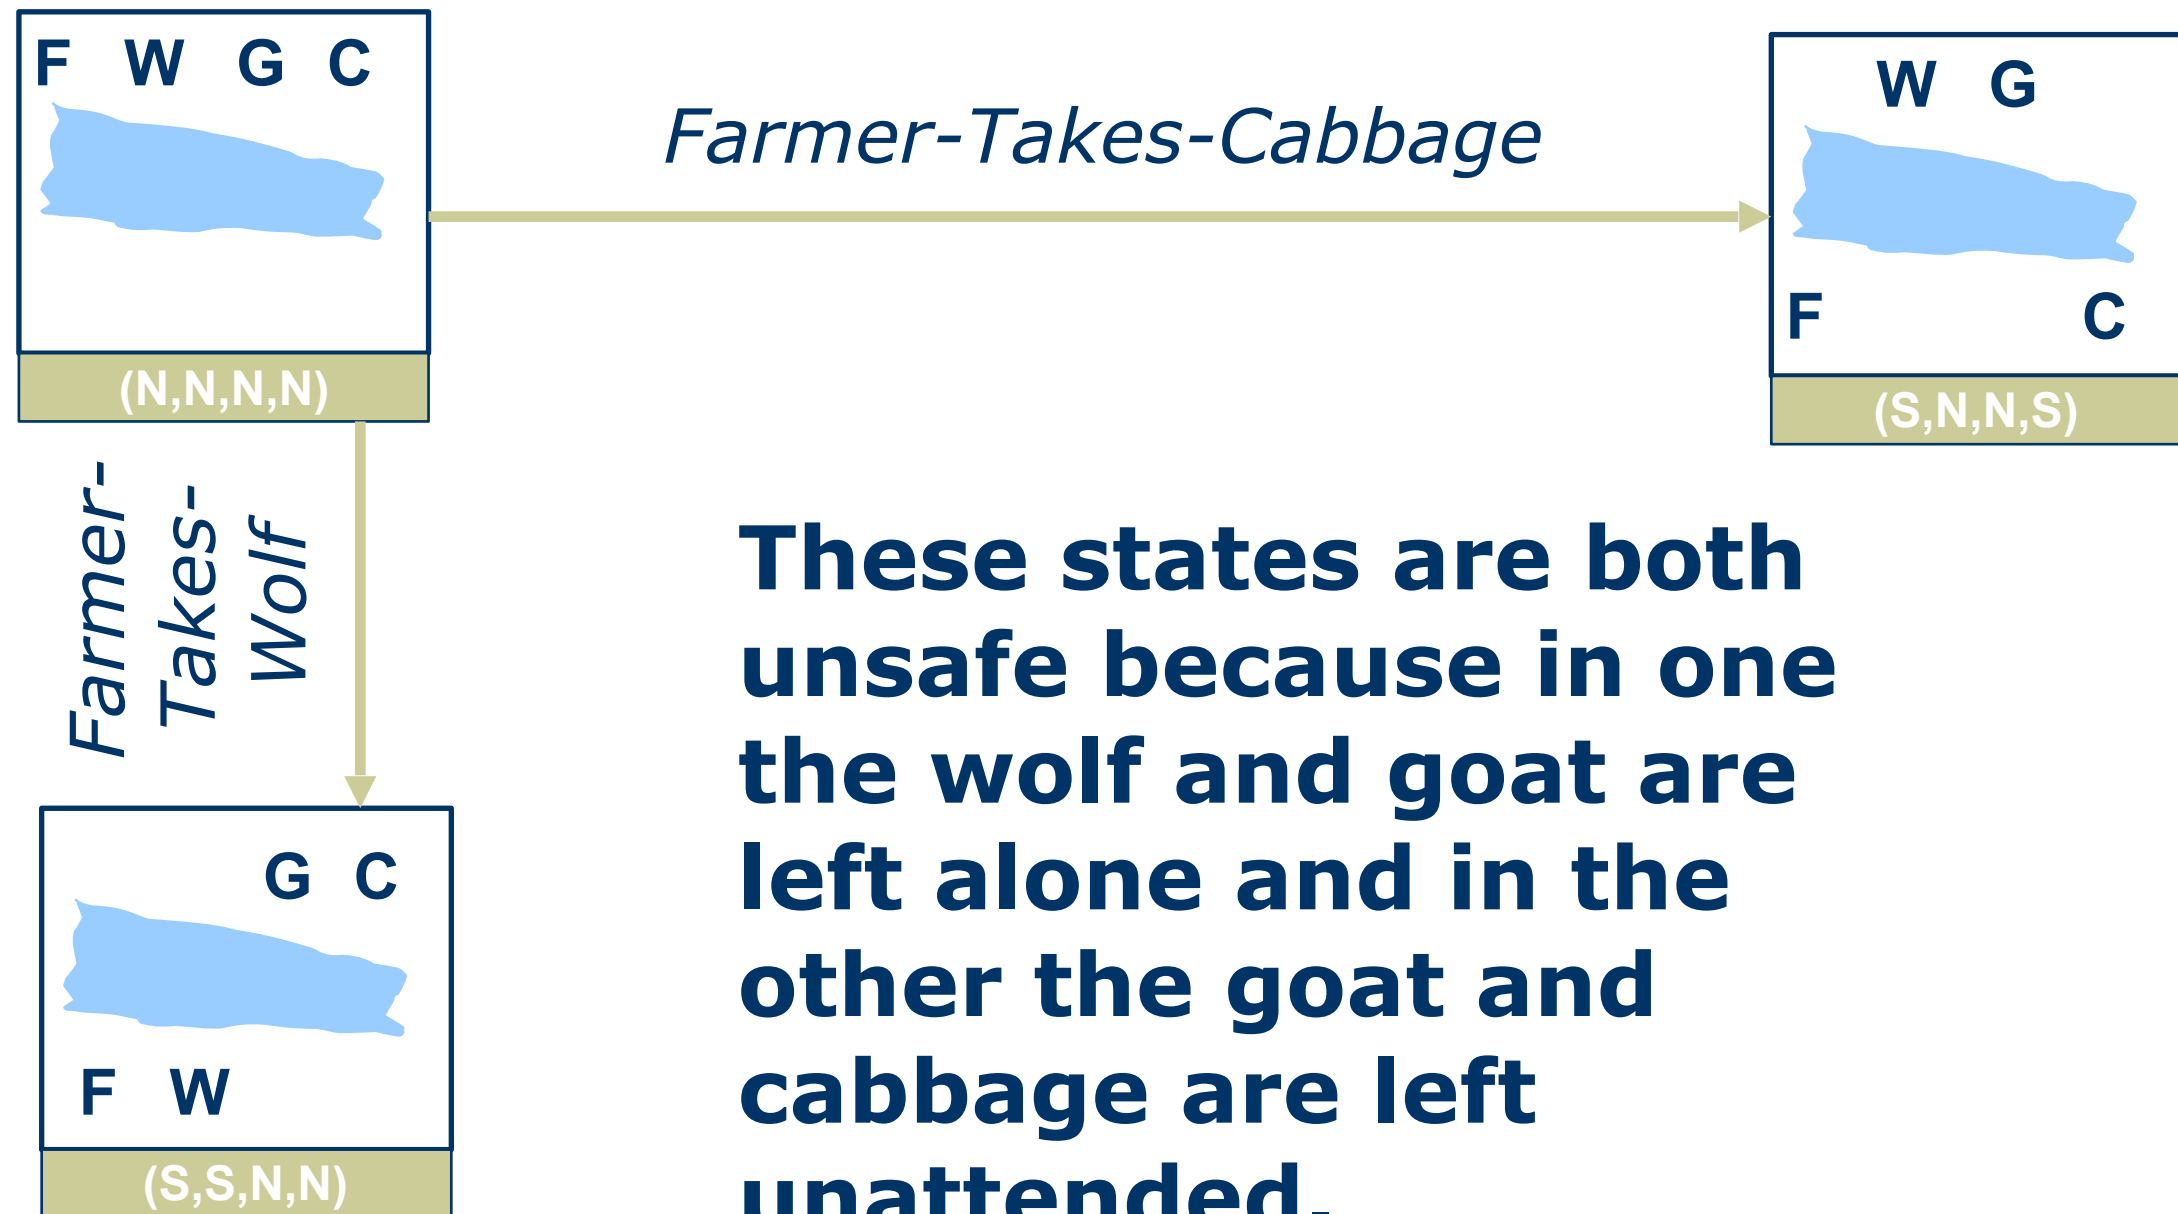 F W G C
(N,N,N,N)
Farmer-Takes-Cabbage
W G
F C
(S,N,N,S)
Farmer-
Takes-
Wolf
G C
F W
(S,S,N,N)
These states are both
unsafe because in one
the wolf and goat are
left alone and in the
other the goat and
cabbage are left
unattended.